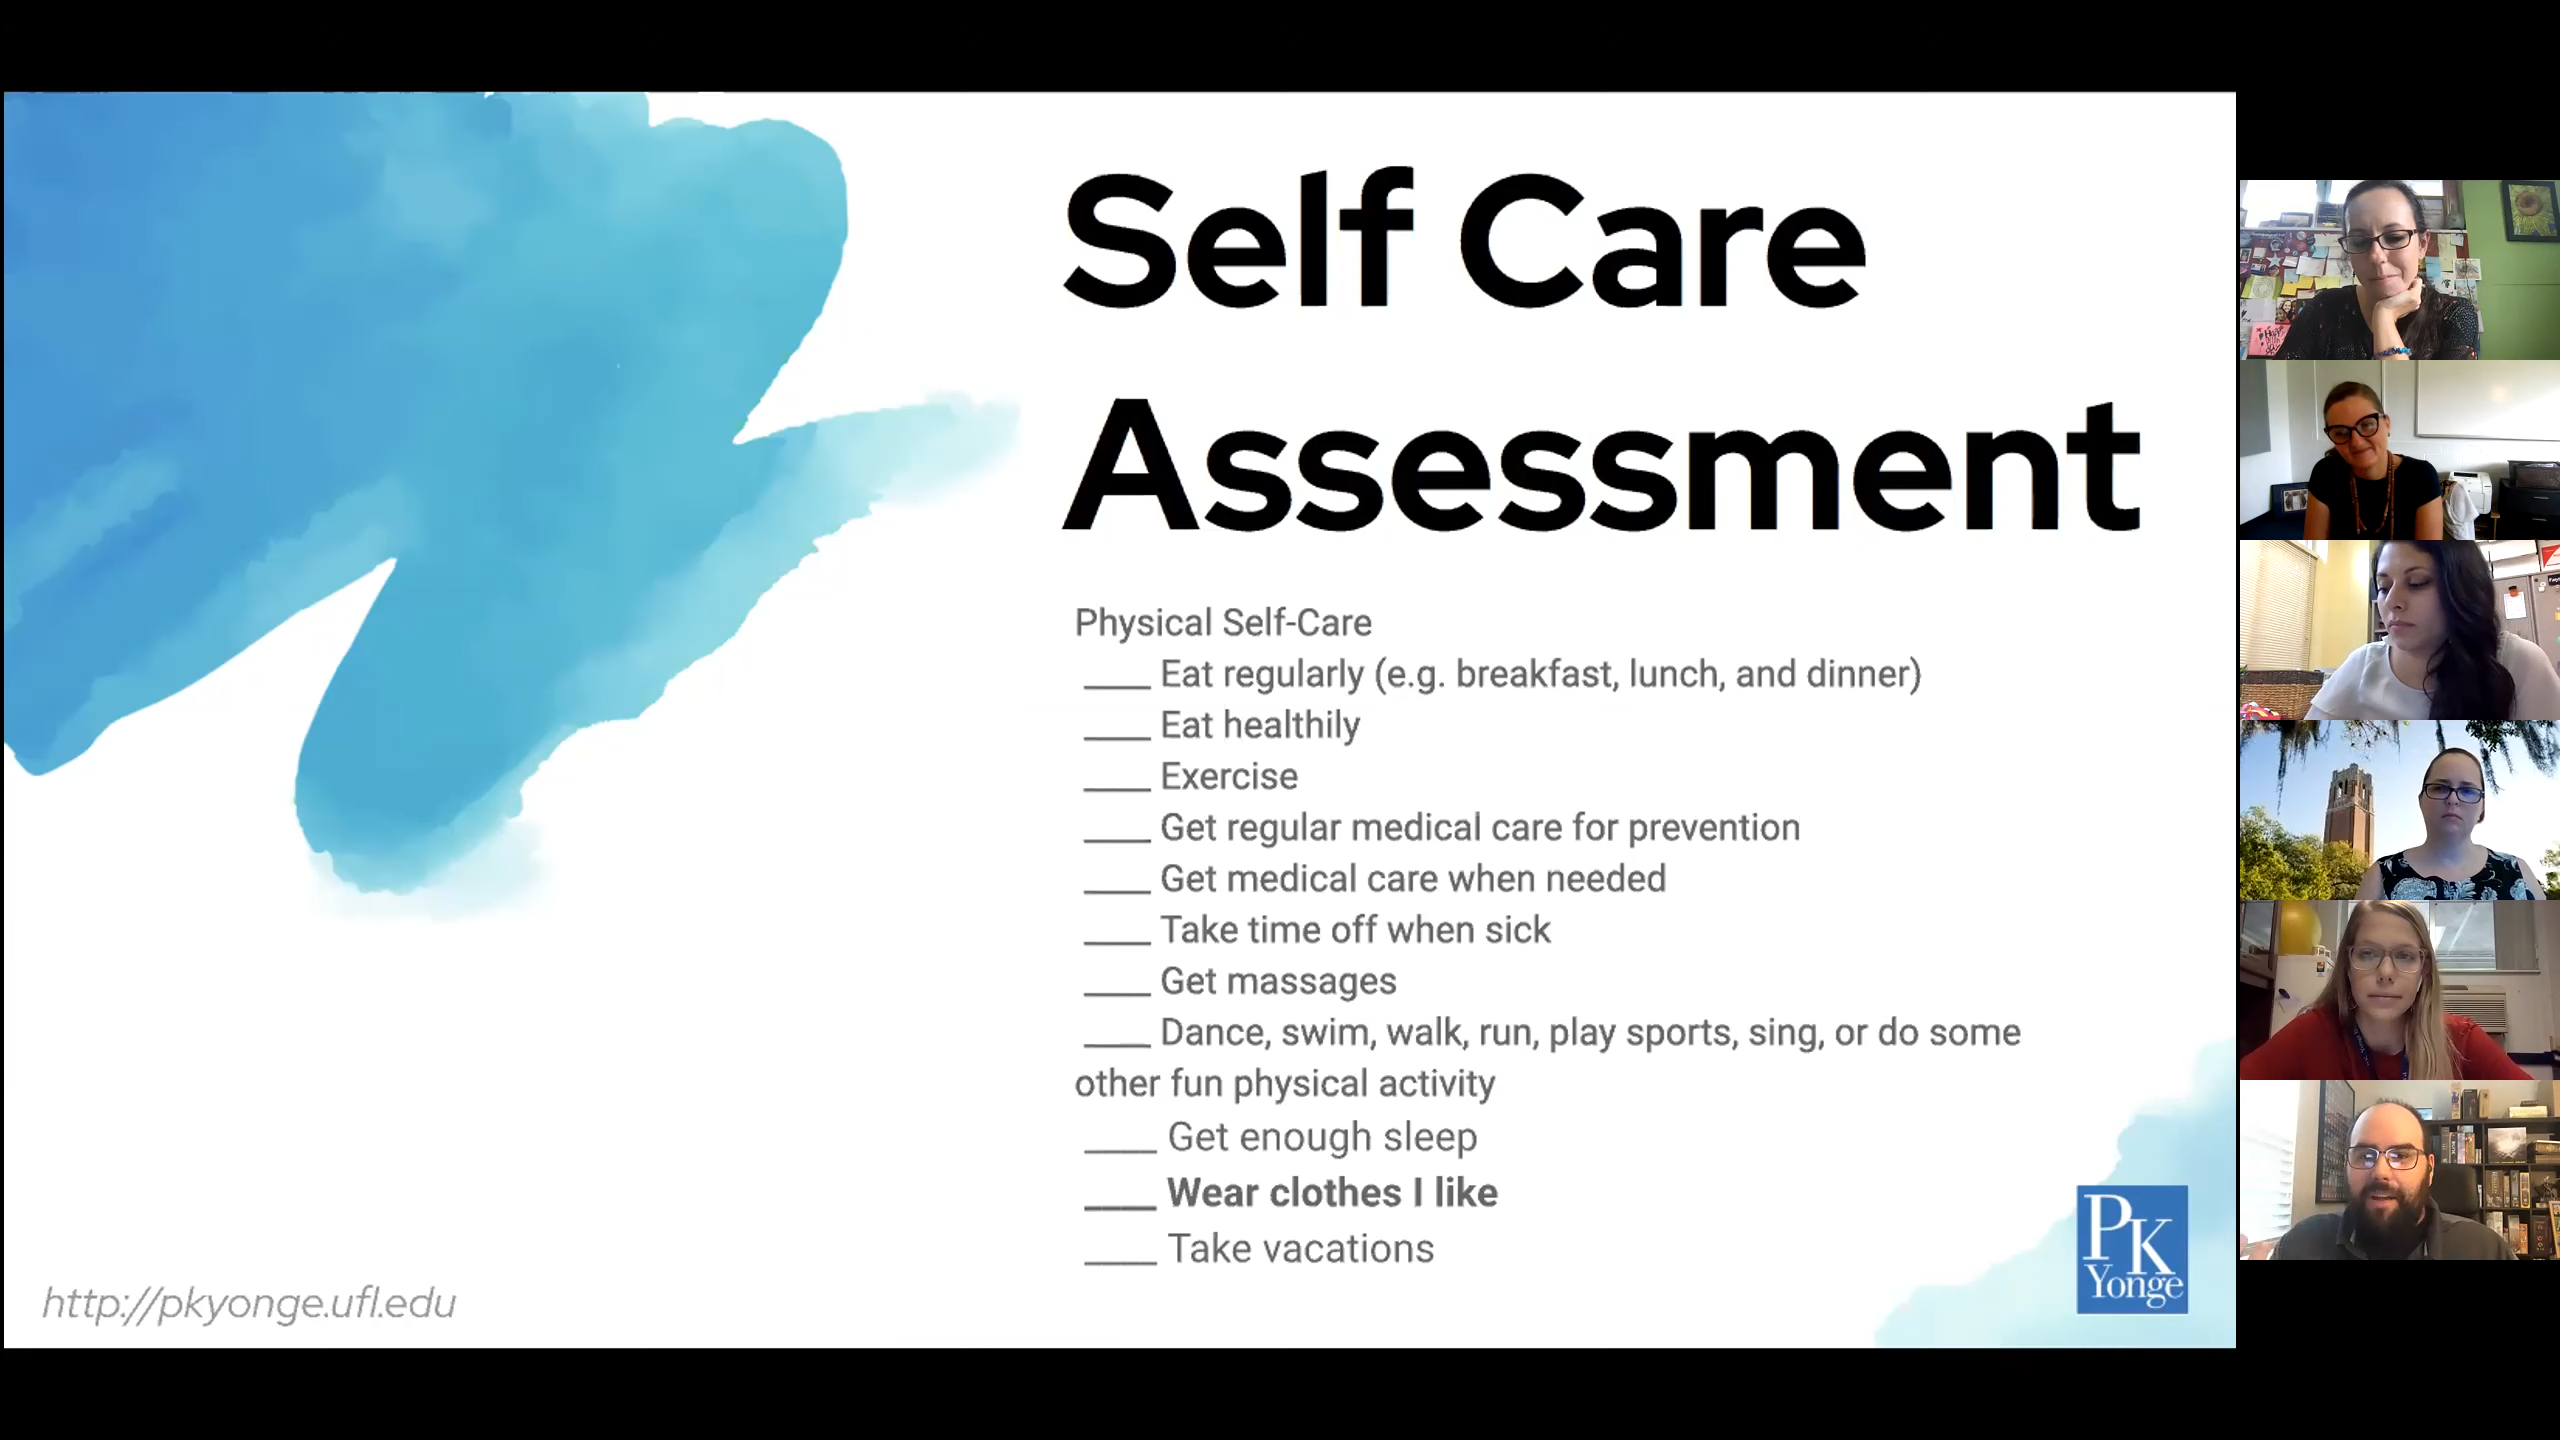 Self Care
Assessment
Physical Self-Care
____ Eat regularly (e.g. breakfast, lunch, and dinner)
____ Eat healthily
____ Exercise
____ Get regular medical care for prevention
____ Get medical care when needed
____ Take time off when sick
____ Get massages
____ Dance, swim, walk, run, play sports, sing, or do some
other fun physical activity
____ Get enough sleep
____ Wear clothes I like
____ Take vacations
http://pkyonge.ufl.edu
PK
Yonge